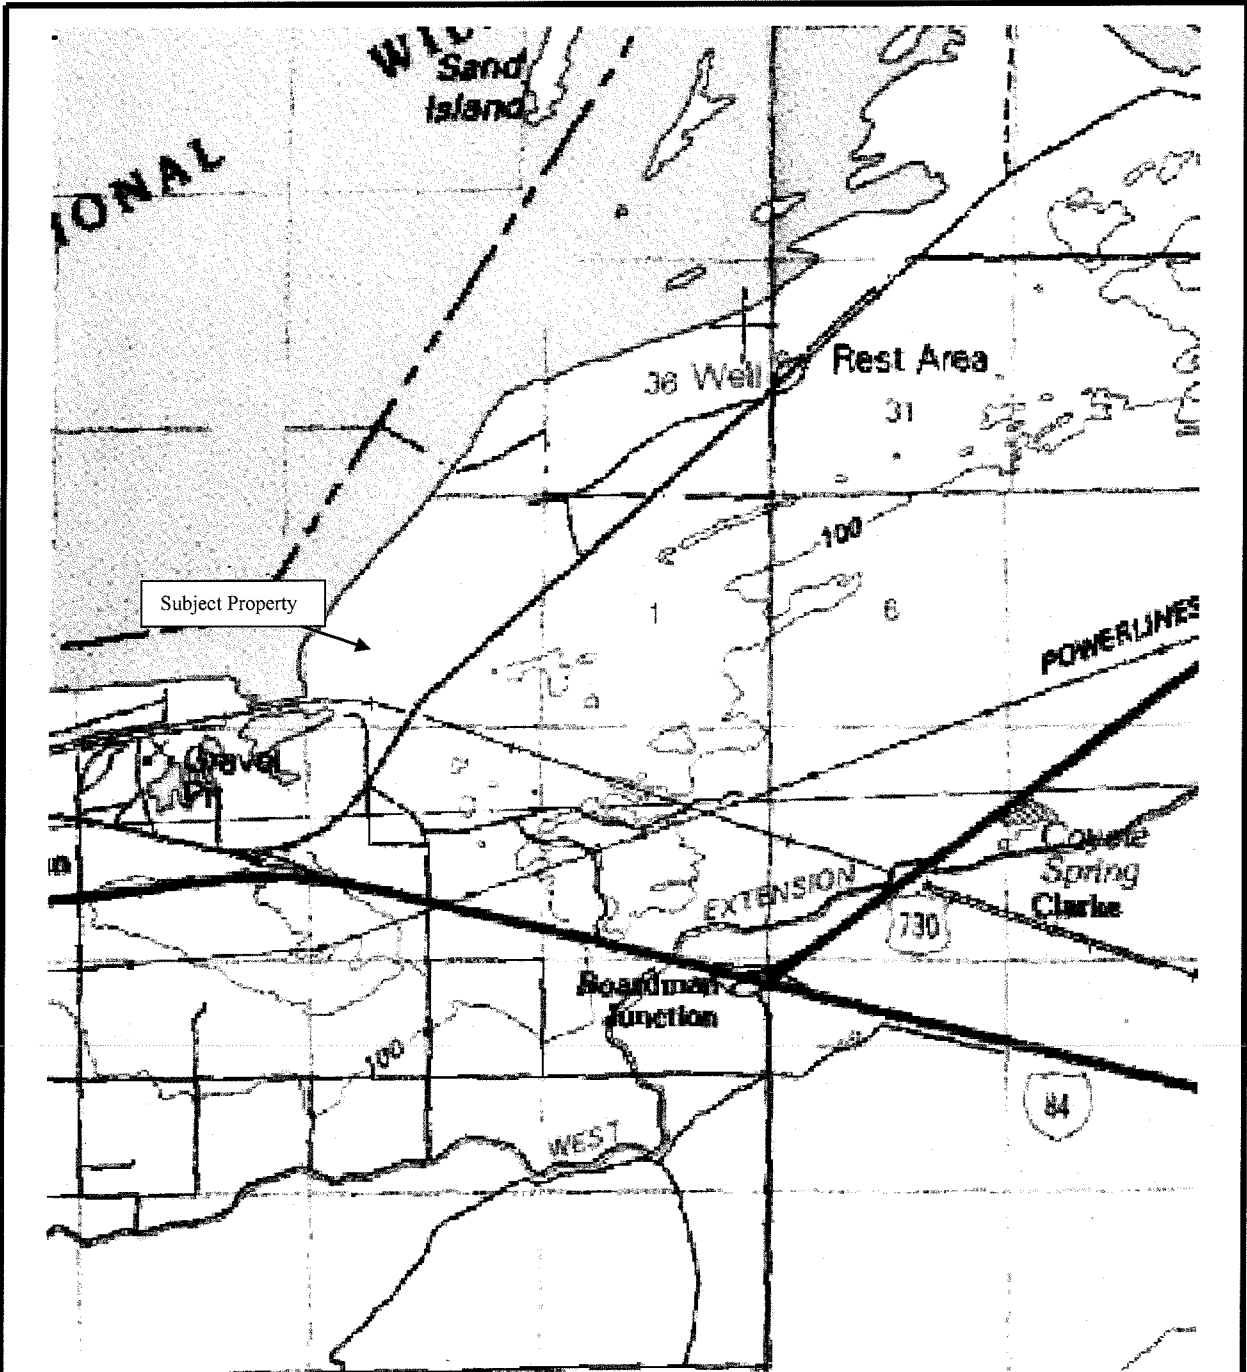 Sand
Island
IONAL
Rest Area
36 Well
31
100
Subject Property
1
6
POWERLINES
Gravel
Pit
Coyote
Spring
EXTENSION
Clarke
730
Boardman
Junction
100
84
WEST